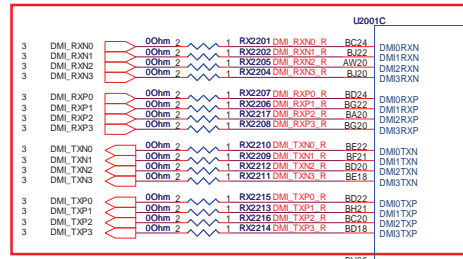 U2001C
3 DMI_RXN0 0Ohm 2 1 RX2201 DMI_RXN0_R BC24 DMI0RXN
3 DMI_RXN1 0Ohm 2 1 RX2202 DMI_RXN1_R BJ22 DMI1RXN
3 DMI_RXN2 0Ohm 2 1 RX2205 DMI_RXN2_R AW20 DMI2RXN
3 DMI_RXN3 0Ohm 2 1 RX2204 DMI_RXN3_R BJ20 DMI3RXN
3 DMI_RXP0 0Ohm 2 1 RX2207 DMI_RXP0_R BD24 DMI0RXP
3 DMI_RXP1 0Ohm 2 1 RX2206 DMI_RXP1_R BG22 DMI1RXP
3 DMI_RXP2 0Ohm 2 1 RX2217 DMI_RXP2_R BA20 DMI2RXP
3 DMI_RXP3 0Ohm 2 1 RX2208 DMI_RXP3_R BG20 DMI3RXP
3 DMI_TXN0 0Ohm 2 1 RX2210 DMI_TXN0_R BE22 DMI0TXN
3 DMI_TXN1 0Ohm 2 1 RX2209 DMI_TXN1_R BF21 DMI1TXN
3 DMI_TXN2 0Ohm 2 1 RX2212 DMI_TXN2_R BD20 DMI2TXN
3 DMI_TXN3 0Ohm 2 1 RX2211 DMI_TXN3_R BE18 DMI3TXN
3 DMI_TXP0 0Ohm 2 1 RX2215 DMI_TXP0_R BD22 DMI0TXP
3 DMI_TXP1 0Ohm 2 1 RX2213 DMI_TXP1_R BH21 DMI1TXP
3 DMI_TXP2 0Ohm 2 1 RX2216 DMI_TXP2_R BC20 DMI2TXP
3 DMI_TXP3 0Ohm 2 1 RX2214 DMI_TXP3_R BD18 DMI3TXP